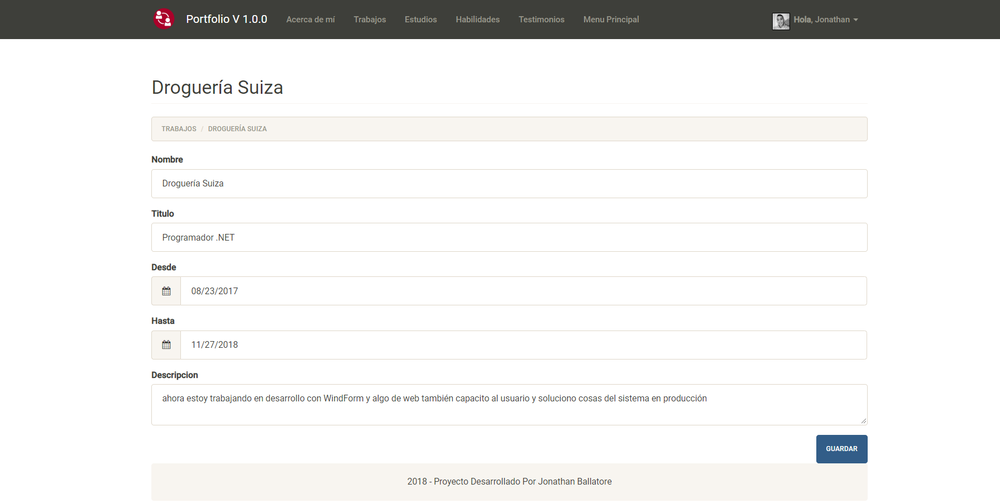 Portfolio V 1.0.0 Acerca de mí Trabajos Estudios Habilidades Testimonios Menu Principal Hola, Jonathan
Droguería Suiza
TRABAJOS / DROGUERÍA SUIZA
Nombre
Droguería Suiza
Titulo
Programador .NET
Desde
08/23/2017
Hasta
11/27/2018
Descripcion
ahora estoy trabajando en desarrollo con WindForm y algo de web también capacito al usuario y soluciono cosas del sistema en producción
GUARDAR
2018 - Proyecto Desarrollado Por Jonathan Ballatore